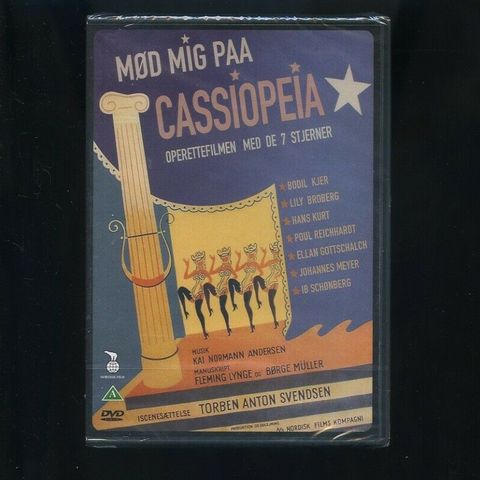 MØD MIG PAA
CASSIOPEIA
OPERETTEFILMEN MED DE 7 STJERNER
BODIL KJER
LILY BROBERG
HANS KURT
POUL REICHHARDT
ELLAN GOTTSCHALCH
JOHANNES MEYER
IB SCHØNBERG
MUSIK
KAI NORMANN ANDERSEN
MANUSKRIPT
FLEMING LYNGE OG BØRGE MÜLLER
ISCENESÆTTELSE TORBEN ANTON SVENDSEN
A
DVD
NORDISK FILMS KOMPAGNI